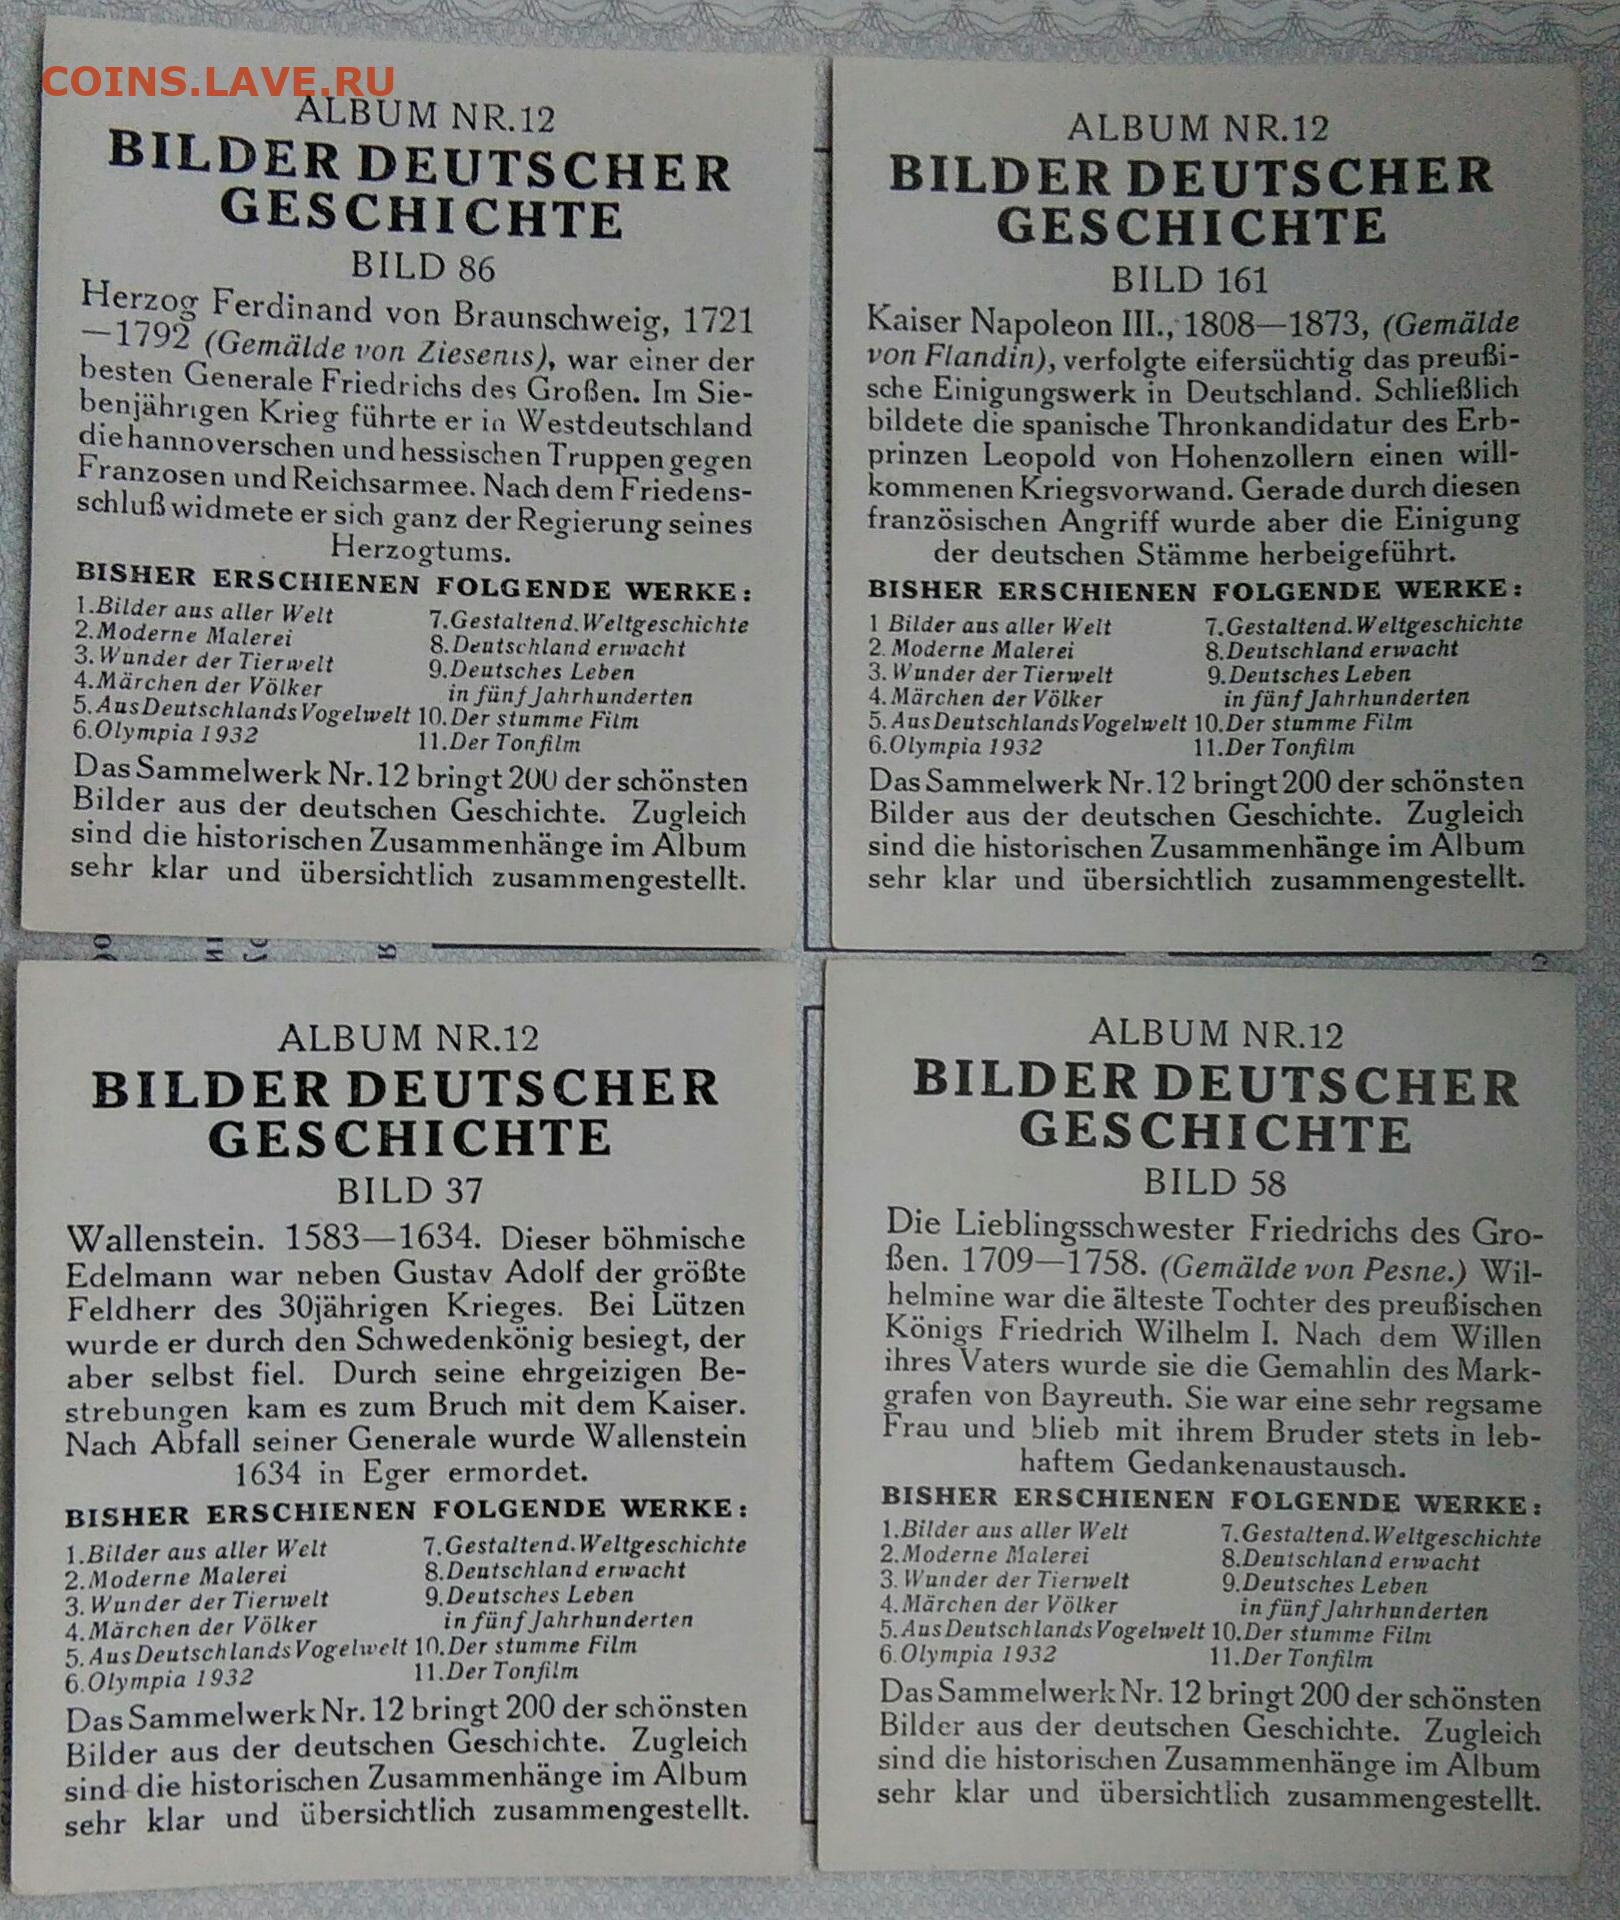 COINS.LAVE.RU
ALBUM NR.12
BILDER DEUTSCHER
GESCHICHTE
BILD 86
Herzog Ferdinand von Braunschweig, 1721
—1792 (Gemälde von Ziesenis), war einer der
besten Generale Friedrichs des Großen. Im Sie-
benjährigen Krieg führte er in Westdeutschland
die hannoverschen und hessischen Truppen gegen
Franzosen und Reichsarmee. Nach dem Friedens-
schluß widmete er sich ganz der Regierung seines
Herzogtums.
BISHER ERSCHIENEN FOLGENDE WERKE:
1.Bilder aus aller Welt
2.Moderne Malerei
3.Wunder der Tierwelt
4.Märchen der Völker
5.Aus Deutschlands Vogelwelt
6.Olympia 1932
7.Gestaltend.Weltgeschichte
8.Deutschland erwacht
9.Deutsches Leben
in fünf Jahrhunderten
10.Der stumme Film
11.Der Tonfilm
Das Sammelwerk Nr.12 bringt 200 der schönsten
Bilder aus der deutschen Geschichte. Zugleich
sind die historischen Zusammenhänge im Album
sehr klar und übersichtlich zusammengestellt.
ALBUM NR.12
BILDER DEUTSCHER
GESCHICHTE
BILD 161
Kaiser Napoleon III., 1808—1873, (Gemälde
von Flandin), verfolgte eifersüchtig das preußi-
sche Einigungswerk in Deutschland. Schließlich
bildete die spanische Thronkandidatur des Erb-
prinzen Leopold von Hohenzollern einen will-
kommenen Kriegsvorwand. Gerade durch diesen
französischen Angriff wurde aber die Einigung
der deutschen Stämme herbeigeführt.
BISHER ERSCHIENEN FOLGENDE WERKE:
1 Bilder aus aller Welt
2. Moderne Malerei
3. Wunder der Tierwelt
4. Märchen der Völker
5. Aus Deutschlands Vogelwelt
6.Olympia 1932
7.Gestaltend.Weltgeschichte
8.Deutschland erwacht
9.Deutsches Leben
in fünf Jahrhunderten
10.Der stumme Film
11.Der Tonfilm
Das Sammelwerk Nr.12 bringt 200 der schönsten
Bilder aus der deutschen Geschichte. Zugleich
sind die historischen Zusammenhänge im Album
sehr klar und übersichtlich zusammengestellt.
ALBUM NR.12
BILDER DEUTSCHER
GESCHICHTE
BILD 37
Wallenstein. 1583—1634. Dieser böhmische
Edelmann war neben Gustav Adolf der größte
Feldherr des 30jährigen Krieges. Bei Lützen
wurde er durch den Schwedenkönig besiegt, der
aber selbst fiel. Durch seine ehrgeizigen Be-
strebungen kam es zum Bruch mit dem Kaiser.
Nach Abfall seiner Generale wurde Wallenstein
1634 in Eger ermordet.
BISHER ERSCHIENEN FOLGENDE WERKE:
1.Bilder aus aller Welt
2.Moderne Malerei
3. Wunder der Tierwelt
4.Märchen der Völker
5. Aus Deutschlands Vogelwelt
6.Olympia 1932
7.Gestaltend.Weltgeschichte
8.Deutschland erwacht
9.Deutsches Leben
in fünf Jahrhunderten
10.Der stumme Film
11.Der Tonfilm
Das Sammelwerk Nr. 12 bringt 200 der schönsten
Bilder aus der deutschen Geschichte. Zugleich
sind die historischen Zusammenhänge im Album
sehr klar und übersichtlich zusammengestellt.
ALBUM NR.12
BILDER DEUTSCHER
GESCHICHTE
BILD 58
Die Lieblingsschwester Friedrichs des Gro-
ßen. 1709—1758. (Gemälde von Pesne.) Wil-
helmine war die älteste Tochter des preußischen
Königs Friedrich Wilhelm I. Nach dem Willen
ihres Vaters wurde sie die Gemahlin des Mark-
grafen von Bayreuth. Sie war eine sehr regsame
Frau und blieb mit ihrem Bruder stets in leb-
haftem Gedankenaustausch.
BISHER ERSCHIENEN FOLGENDE WERKE:
1.Bilder aus aller Welt
2.Moderne Malerei
3. Wunder der Tierwelt
4.Märchen der Völker
5. Aus Deutschlands Vogelwelt
6.Olympia 1932
7.Gestaltend.Weltgeschichte
8.Deutschland erwacht
9.Deutsches Leben
in fünf Jahrhunderten
10.Der stumme Film
11.Der Tonfilm
Das Sammelwerk Nr. 12 bringt 200 der schönsten
Bilder aus der deutschen Geschichte. Zugleich
sind die historischen Zusammenhänge im Album
sehr klar und übersichtlich zusammengestellt.